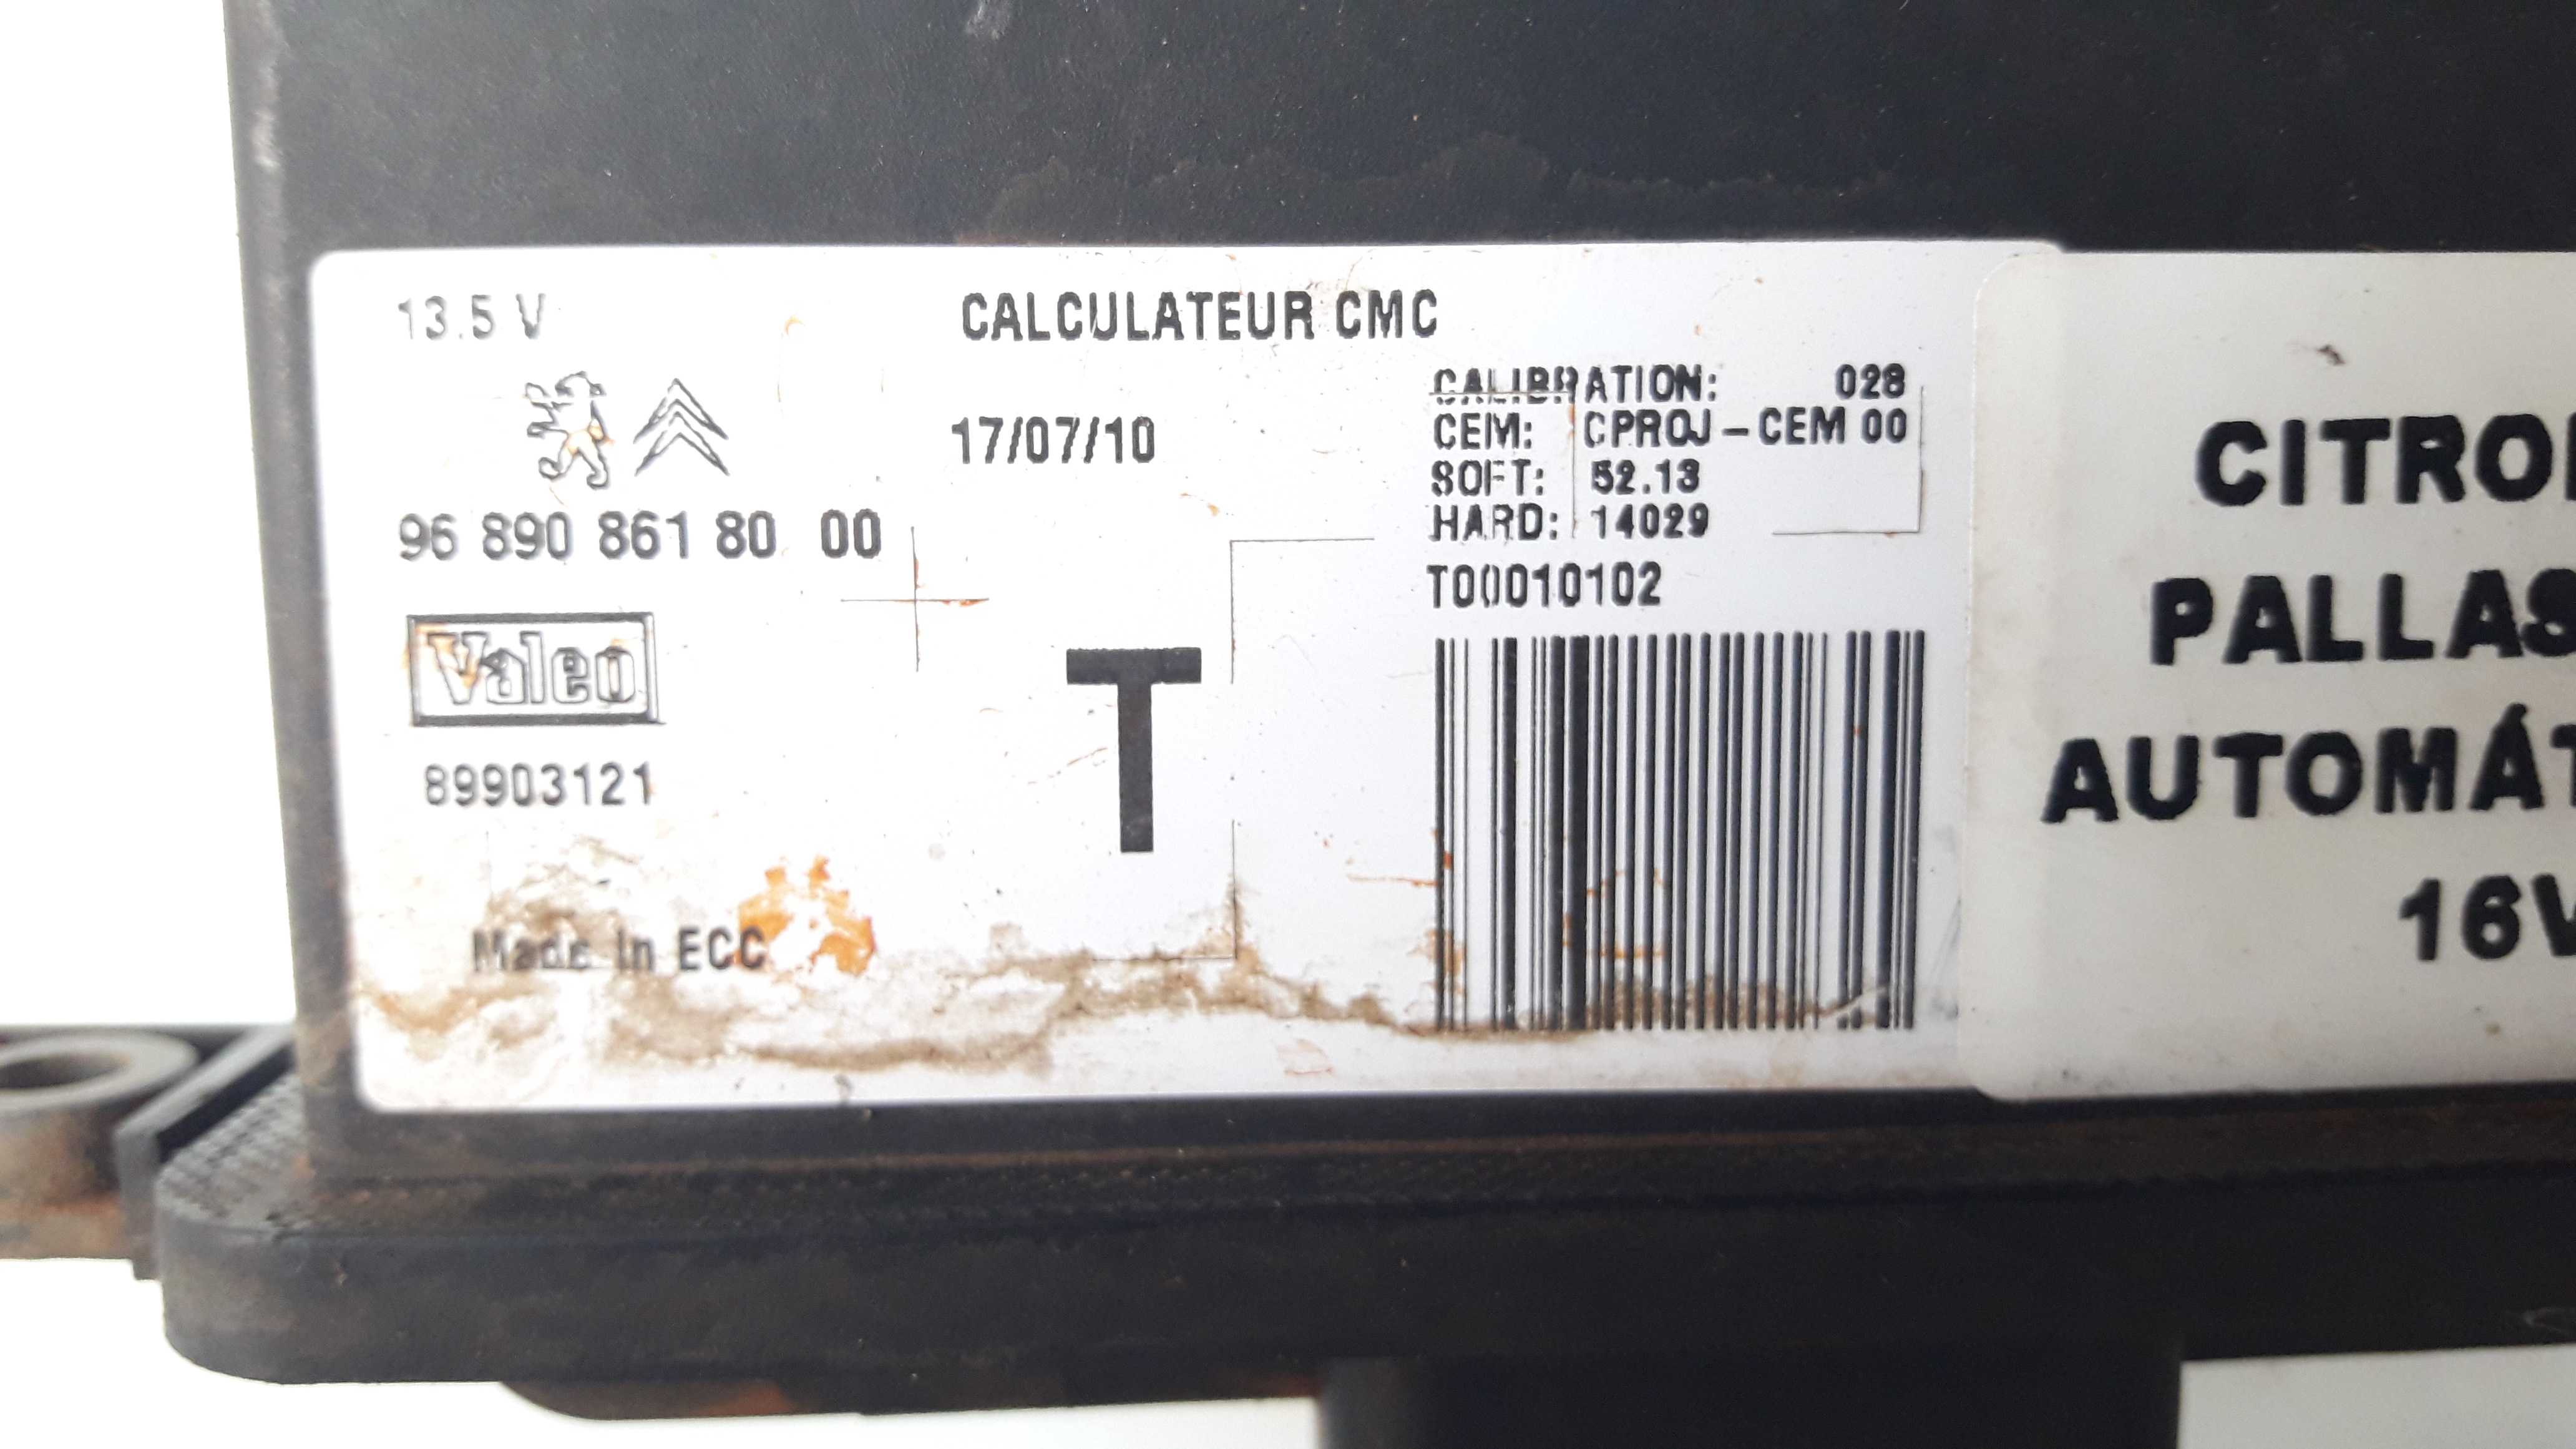 13.5 V
CALCULATEUR CMC
17/07/10
96 890 861 80 00
Valeo
89903121
Made in ECC
T
CALIBRATION: 028
CEM: CPROJ-CEM 00
SOFT: 52.13
HARD: 14029
T00010102
CITRO
PALLAS
AUTOMÁT
16V